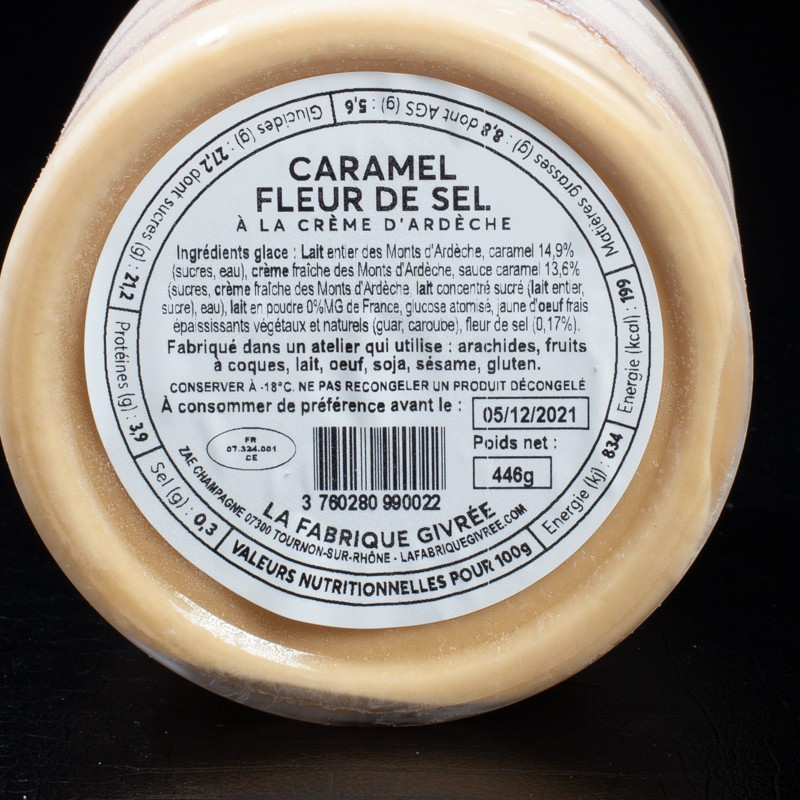 CARAMEL
FLEUR DE SEL
À LA CRÈME D'ARDÈCHE
Ingrédients glace : Lait entier des Monts d'Ardèche, caramel 14,9%
(sucres, eau), crème fraîche des Monts d'Ardèche, sauce caramel 13,6%
(sucres, crème fraîche des Monts d'Ardèche, lait concentré sucré (lait entier,
sucre), eau), lait en poudre 0%MG de France, glucose atomisé, jaune d'oeuf frais,
épaississants végétaux et naturels (guar, caroube), fleur de sel (0,17%).
Fabriqué dans un atelier qui utilise : arachides, fruits
à coques, lait, oeuf, soja, sésame, gluten.
CONSERVER À -18°C. NE PAS RECONGELER UN PRODUIT DÉCONGELÉ
À consommer de préférence avant le :
05/12/2021
Poids net :
446g
FR
07.324.001
CE
3 760280 990022
LA FABRIQUE GIVRÉE
ZAE CHAMPAGNE 07300 TOURNON-SUR-RHÔNE - LAFABRIQUEGIVREE.COM
VALEURS NUTRITIONNELLES POUR 100g
Energie (kj) : 834
Energie (kcal) : 199
Matières grasses (g) : 8,8 dont AGS (g) : 5,6
Glucides (g) : 27,2 dont sucres (g) : 21,2
Protéines (g) : 3,9
Sel (g) : 0,3